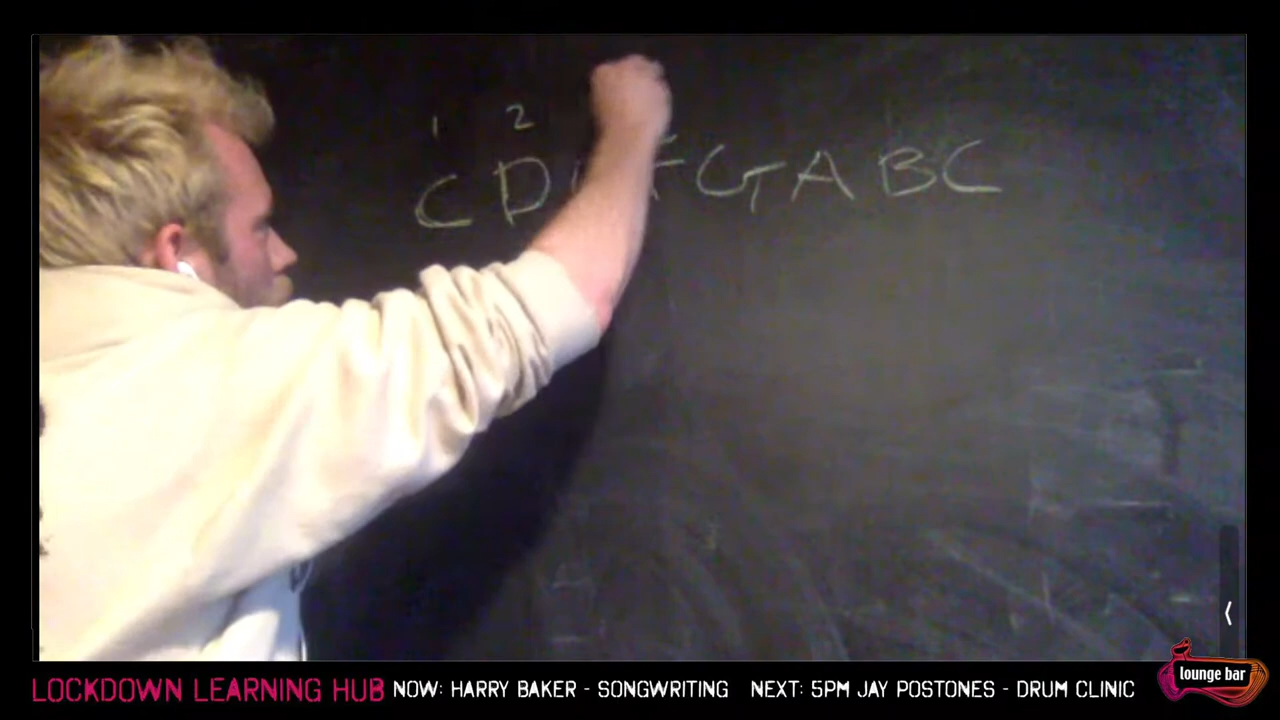 1 2
C D F G A B C
LOCKDOWN LEARNING HUB NOW: HARRY BAKER - SONGWRITING NEXT: 5PM JAY POSTONES - DRUM CLINIC
lounge bar